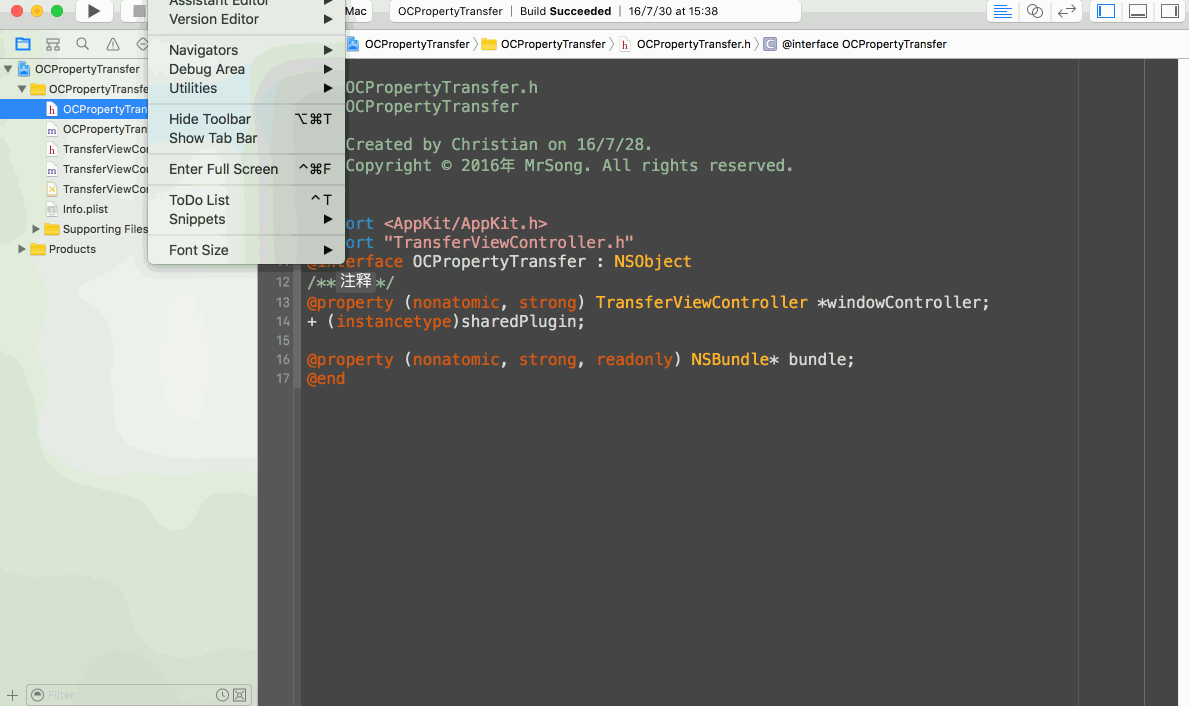 Mac
OCPropertyTransfer | Build Succeeded | 16/7/30 at 15:38
OCPropertyTransfer
OCPropertyTransfer
OCPropertyTransfer.h
C @interface OCPropertyTransfer
OCPropertyTransfer
OCPropertyTransfe
h OCPropertyTran
m OCPropertyTran
h TransferViewCo
m TransferViewCo
TransferViewCo
Info.plist
Supporting Files
Products
Filter
Assistant Editor
Version Editor
Navigators
Debug Area
Utilities
Hide Toolbar ⌥⌘T
Show Tab Bar
Enter Full Screen ^⌘F
ToDo List ^T
Snippets
Font Size
OCPropertyTransfer.h
OCPropertyTransfer
Created by Christian on 16/7/28.
Copyright © 2016年 MrSong. All rights reserved.
ort <AppKit/AppKit.h>
ort "TransferViewController.h"
@interface OCPropertyTransfer : NSObject
12 /**注释*/
13 @property (nonatomic, strong) TransferViewController *windowController;
14 + (instancetype)sharedPlugin;
15
16 @property (nonatomic, strong, readonly) NSBundle* bundle;
17 @end